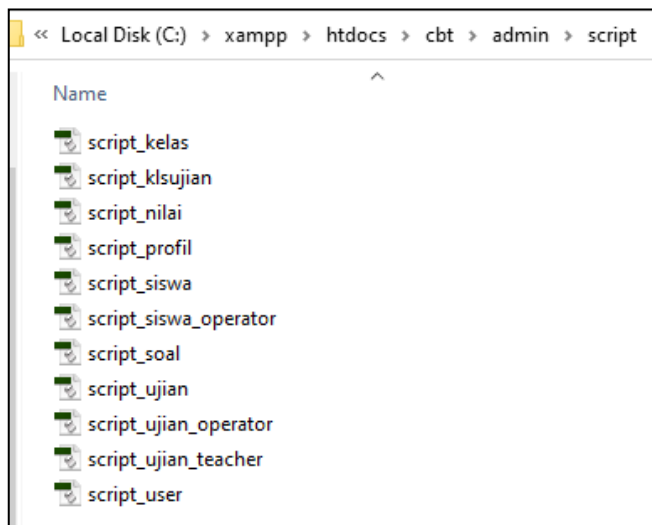 « Local Disk (C:) › xampp › htdocs › cbt › admin › script
Name
script_kelas
script_klsujian
script_nilai
script_profil
script_siswa
script_siswa_operator
script_soal
script_ujian
script_ujian_operator
script_ujian_teacher
script_user